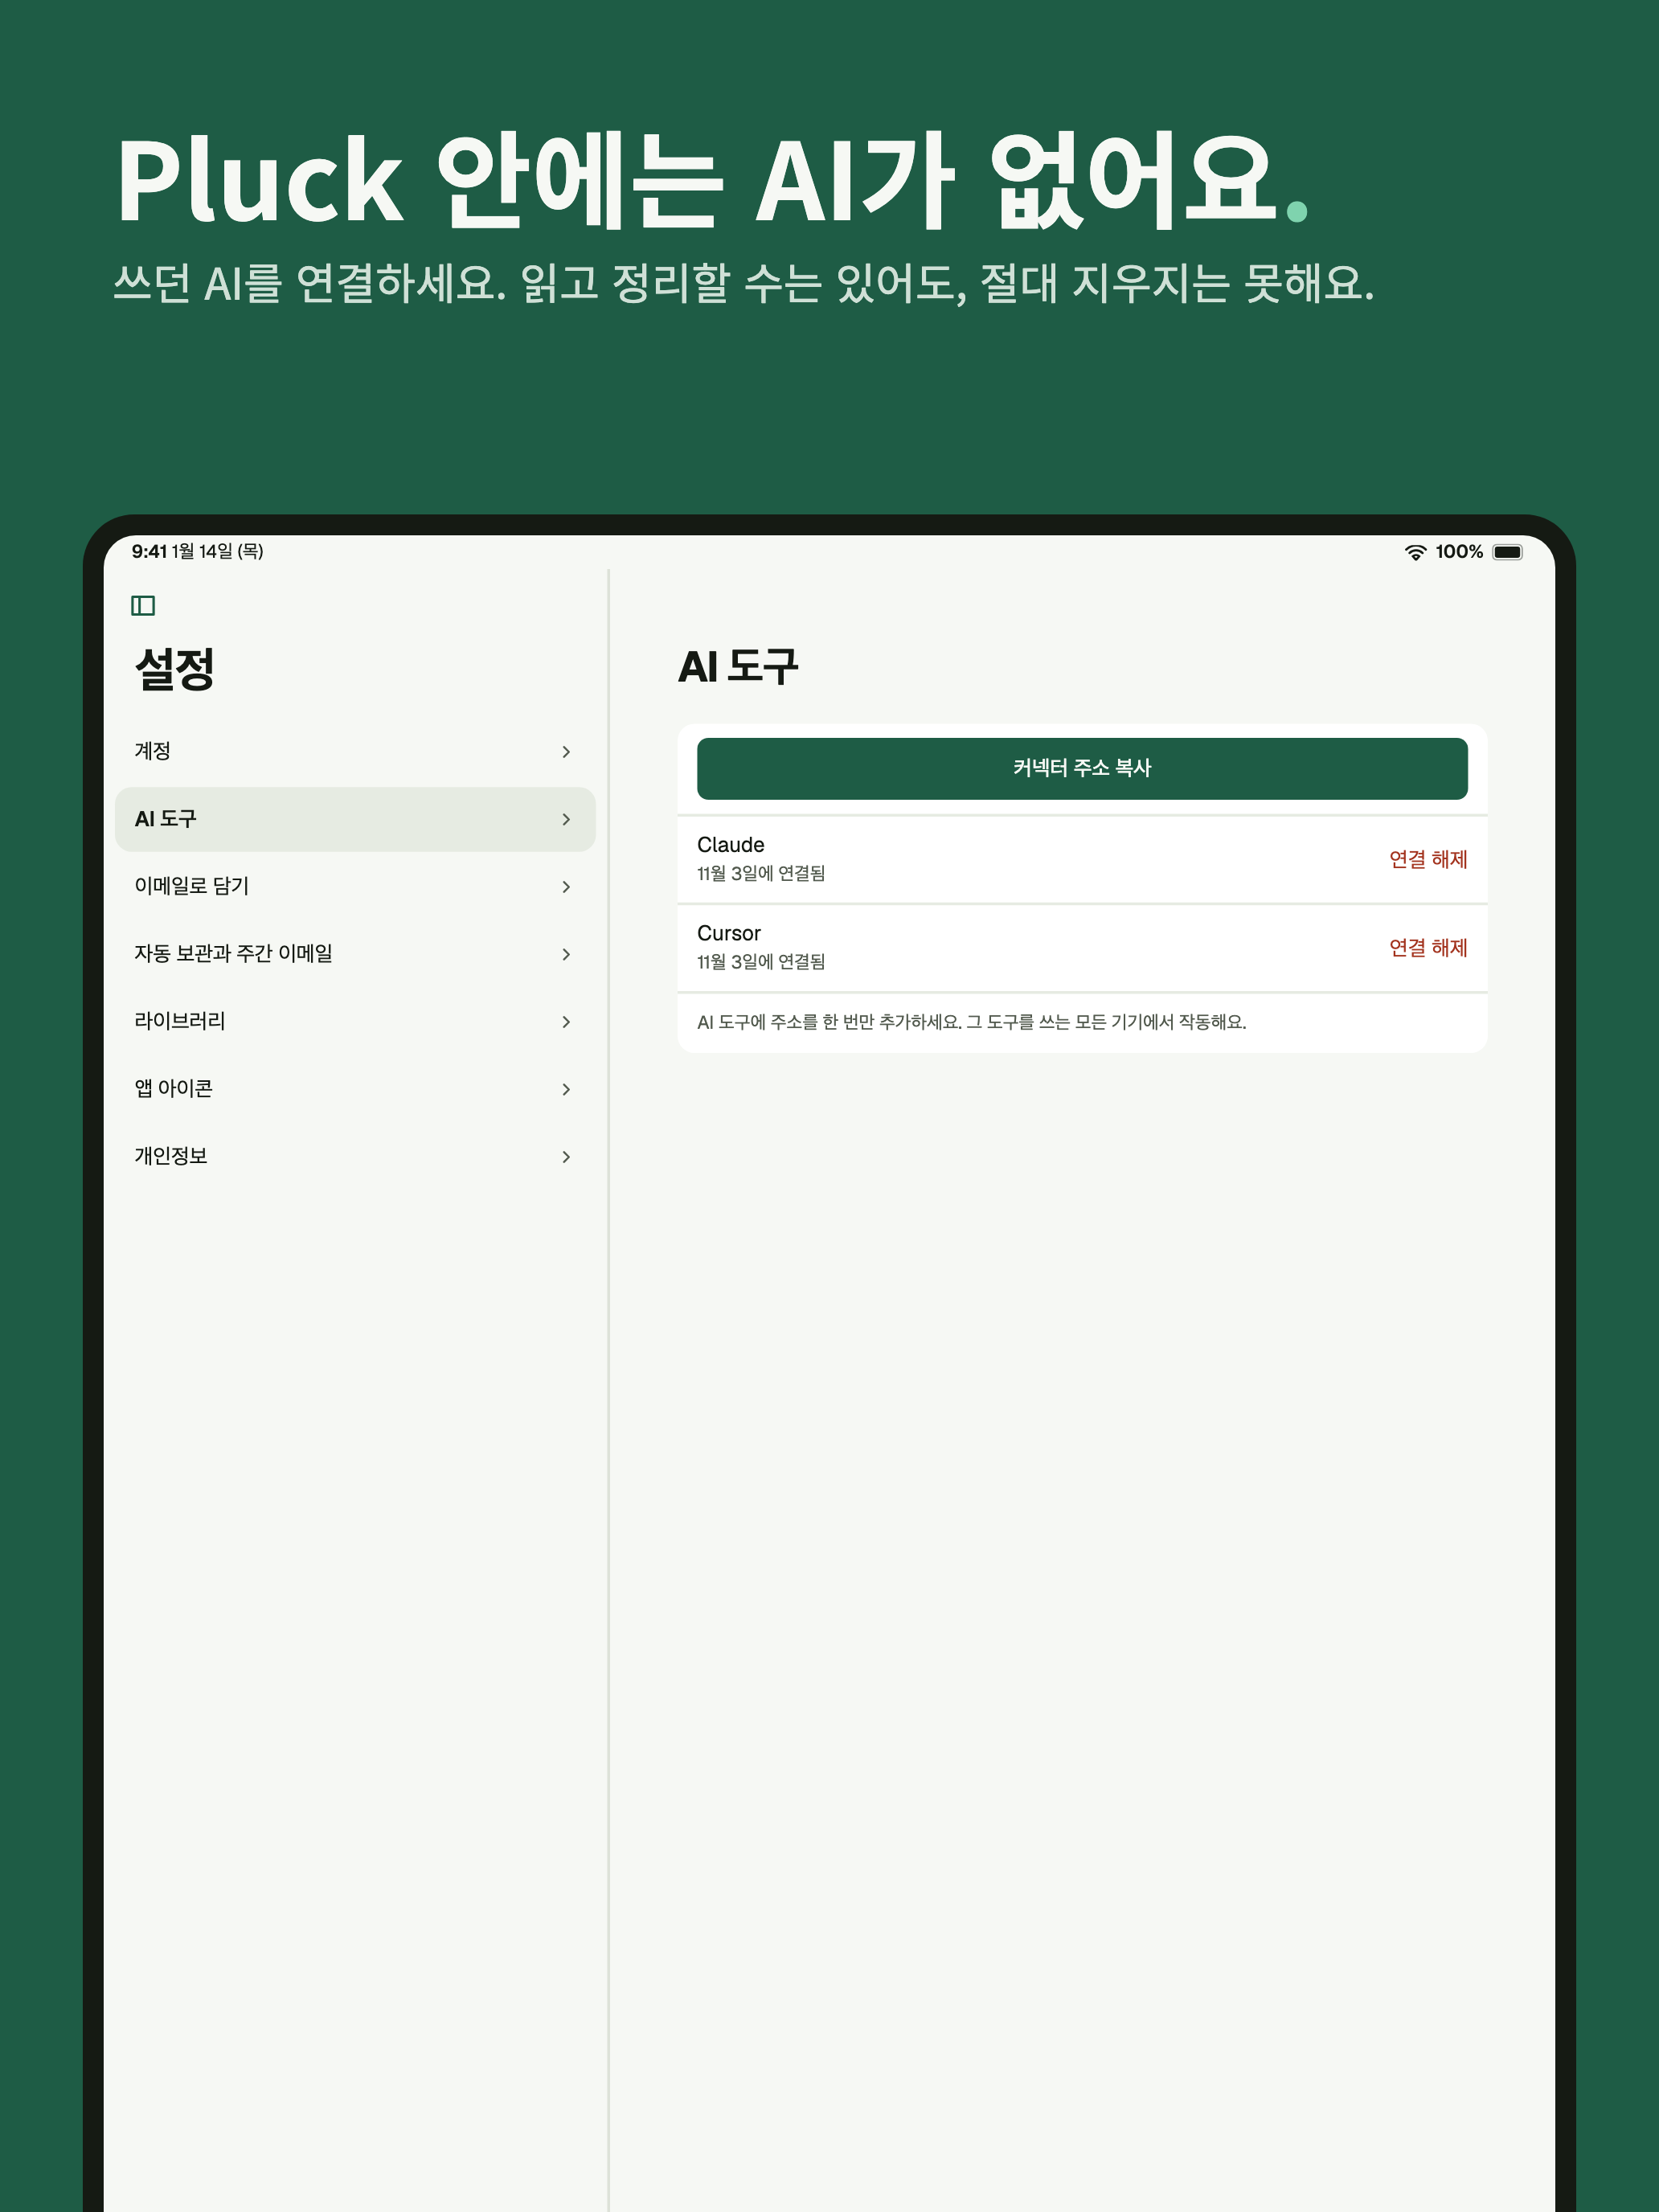 Pluck 안에는 AI가 없어요.
쓰던 AI를 연결하세요. 읽고 정리할 수는 있어도, 절대 지우지는 못해요.
9:41 1월 14일 (목)
100%
설정
계정
AI 도구
이메일로 담기
자동 보관과 주간 이메일
라이브러리
앱 아이콘
개인정보
AI 도구
커넥터 주소 복사
Claude
11월 3일에 연결됨
연결 해제
Cursor
11월 3일에 연결됨
연결 해제
AI 도구에 주소를 한 번만 추가하세요. 그 도구를 쓰는 모든 기기에서 작동해요.